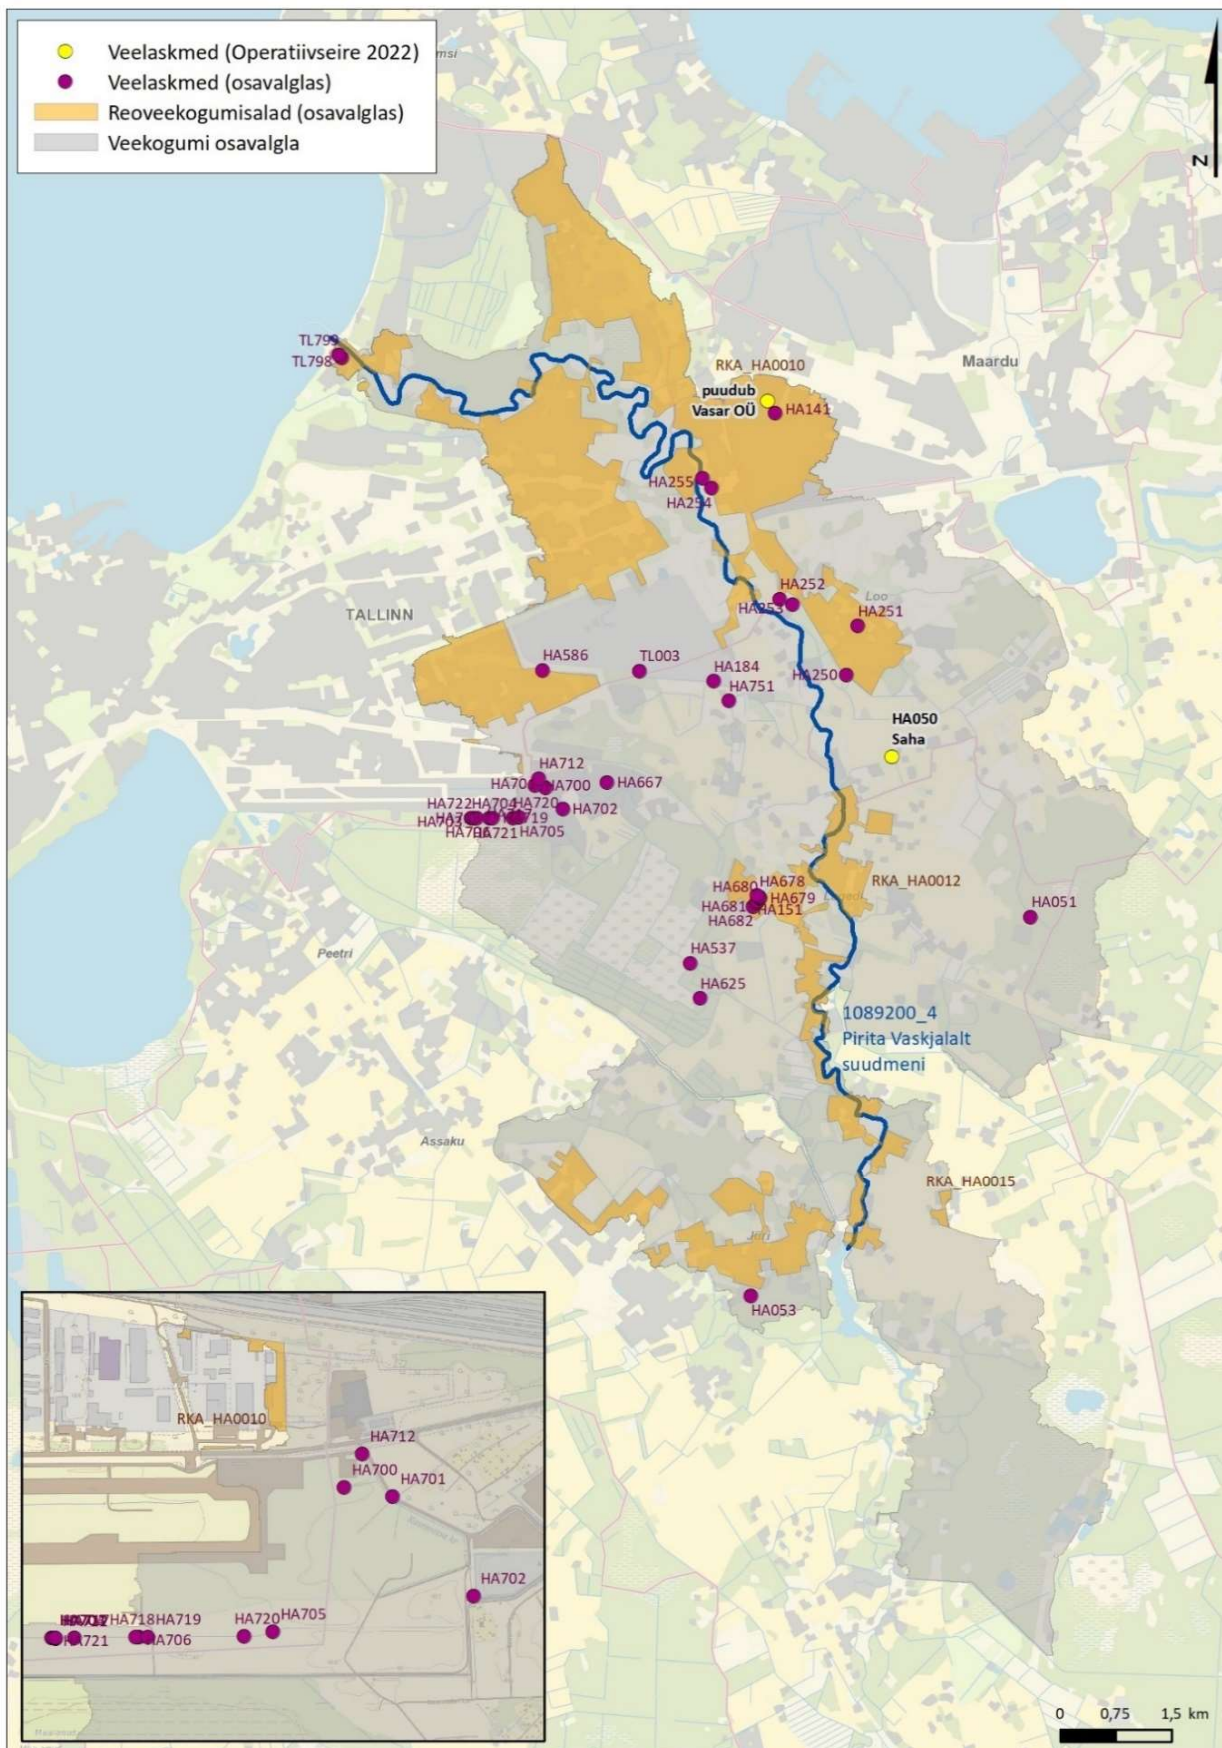 Veelaskmed (Operatiivseire 2022)
Veelaskmed (osavalglas)
Reoveekogumisalad (osavalglas)
Veekogumi osavalgla
N
TL799
TL798
RKA_HA0010
Maardu
puudub
Vasar OÜ
HA141
HA255
HA254
HA252
HA253
Loo
HA251
TALLINN
HA586
TL003
HA184
HA250
HA751
HA050
Saha
HA712
HA700
HA667
HA722
HA704
HA720
HA702
HA703
HA719
HA721
HA705
HA678
HA680
RKA_HA0012
HA679
HA681
HA151
HA682
HA051
HA537
Peetri
HA625
1089200_4
Pirita Vaskjalalt
suudmeni
Assaku
RKA_HA0015
Jüri
HA053
RKA_HA0010
HA712
HA700
HA701
HA702
HA718
HA719
HA720
HA705
HA721
HA706
0 0,75 1,5 km